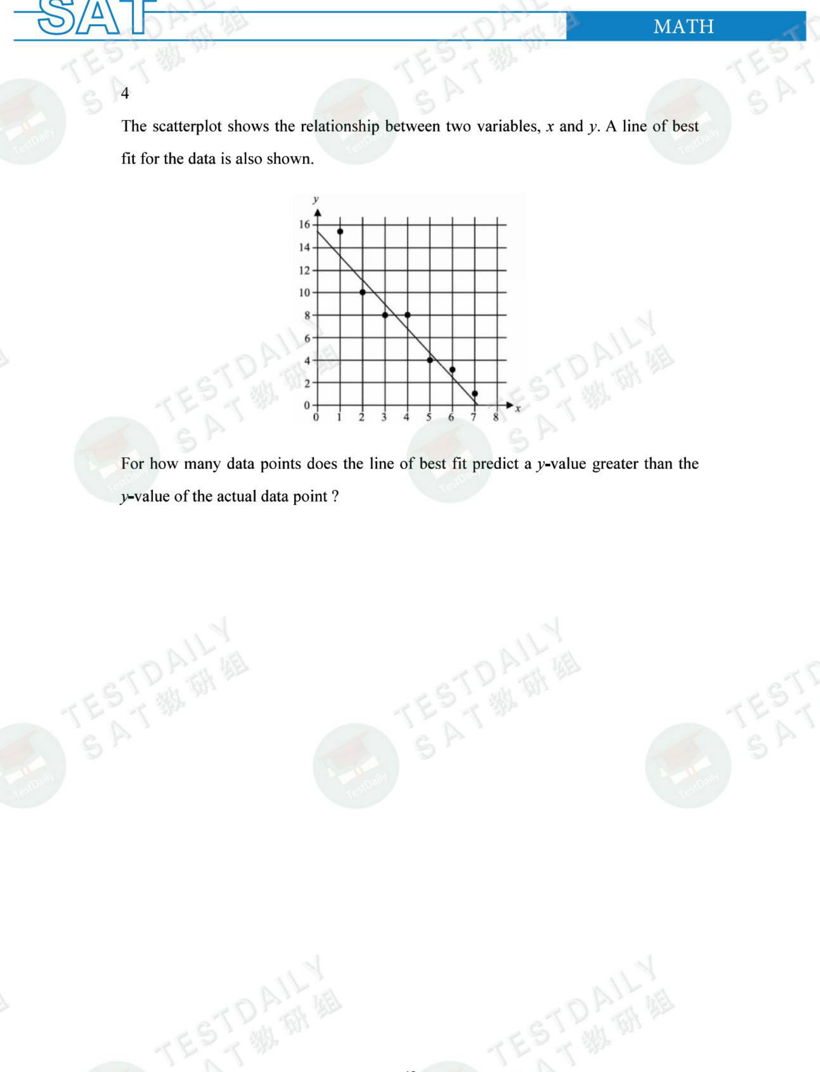 SAT
MATH
4
The scatterplot shows the relationship between two variables, x and y. A line of best
fit for the data is also shown.
y
16
14
12
10
8
6
4
2
0
0 1 2 3 4 5 6 7 8 x
For how many data points does the line of best fit predict a y-value greater than the
y-value of the actual data point ?
TESTDAILY
SAT教研组
TestDaily